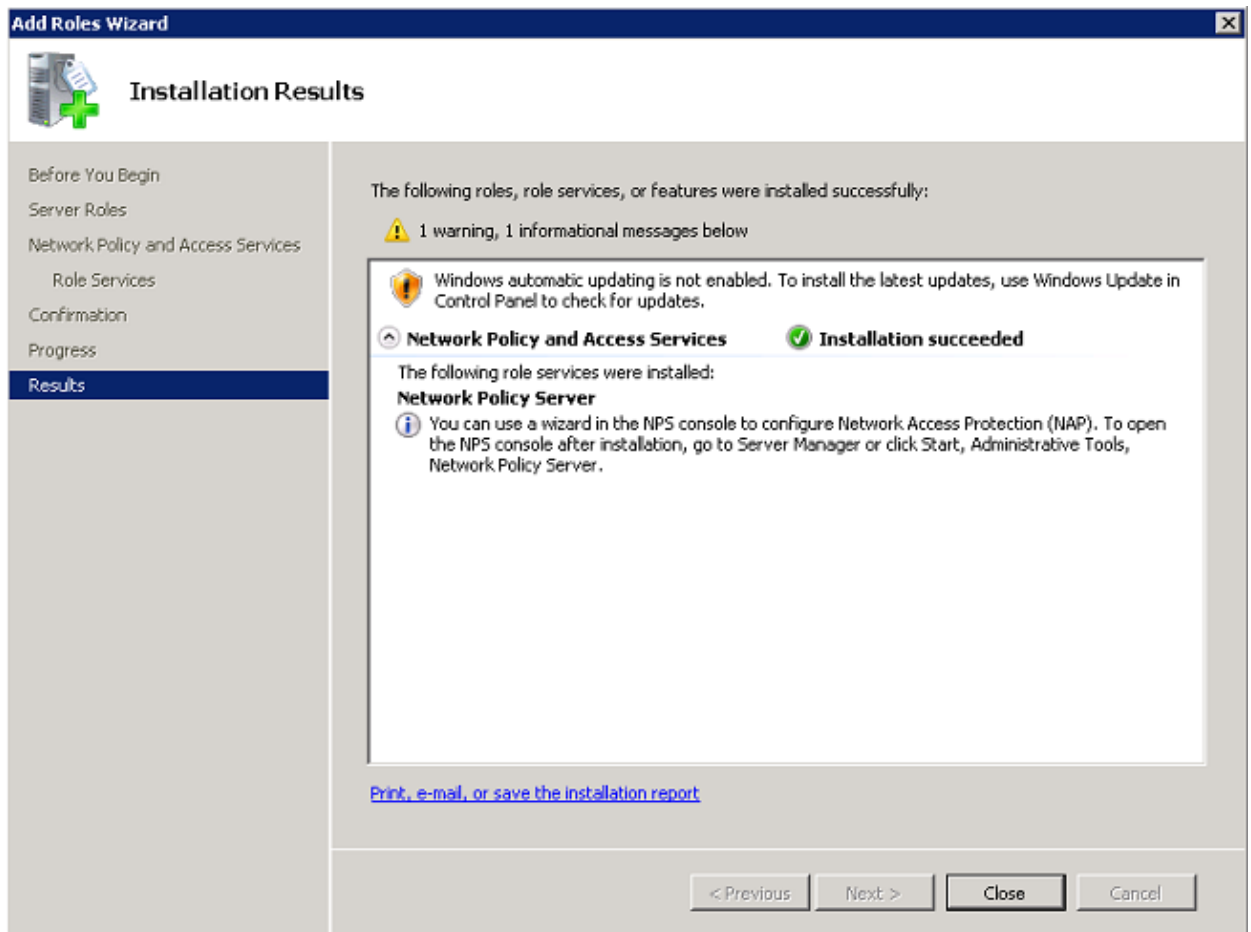 Add Roles Wizard
Installation Results
Before You Begin
Server Roles
Network Policy and Access Services
Role Services
Confirmation
Progress
Results
The following roles, role services, or features were installed successfully:
1 warning, 1 informational messages below
Windows automatic updating is not enabled. To install the latest updates, use Windows Update in
Control Panel to check for updates.
Network Policy and Access Services
Installation succeeded
The following role services were installed:
Network Policy Server
You can use a wizard in the NPS console to configure Network Access Protection (NAP). To open
the NPS console after installation, go to Server Manager or click Start, Administrative Tools,
Network Policy Server.
Print, e-mail, or save the installation report
< Previous
Next >
Close
Cancel